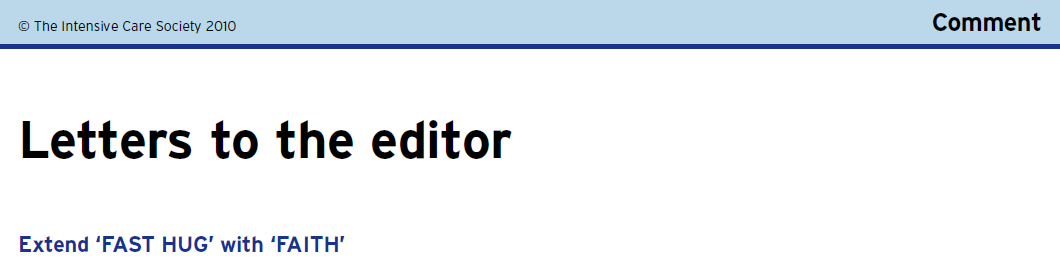 © The Intensive Care Society 2010
Comment
Letters to the editor
Extend ‘FAST HUG’ with ‘FAITH’